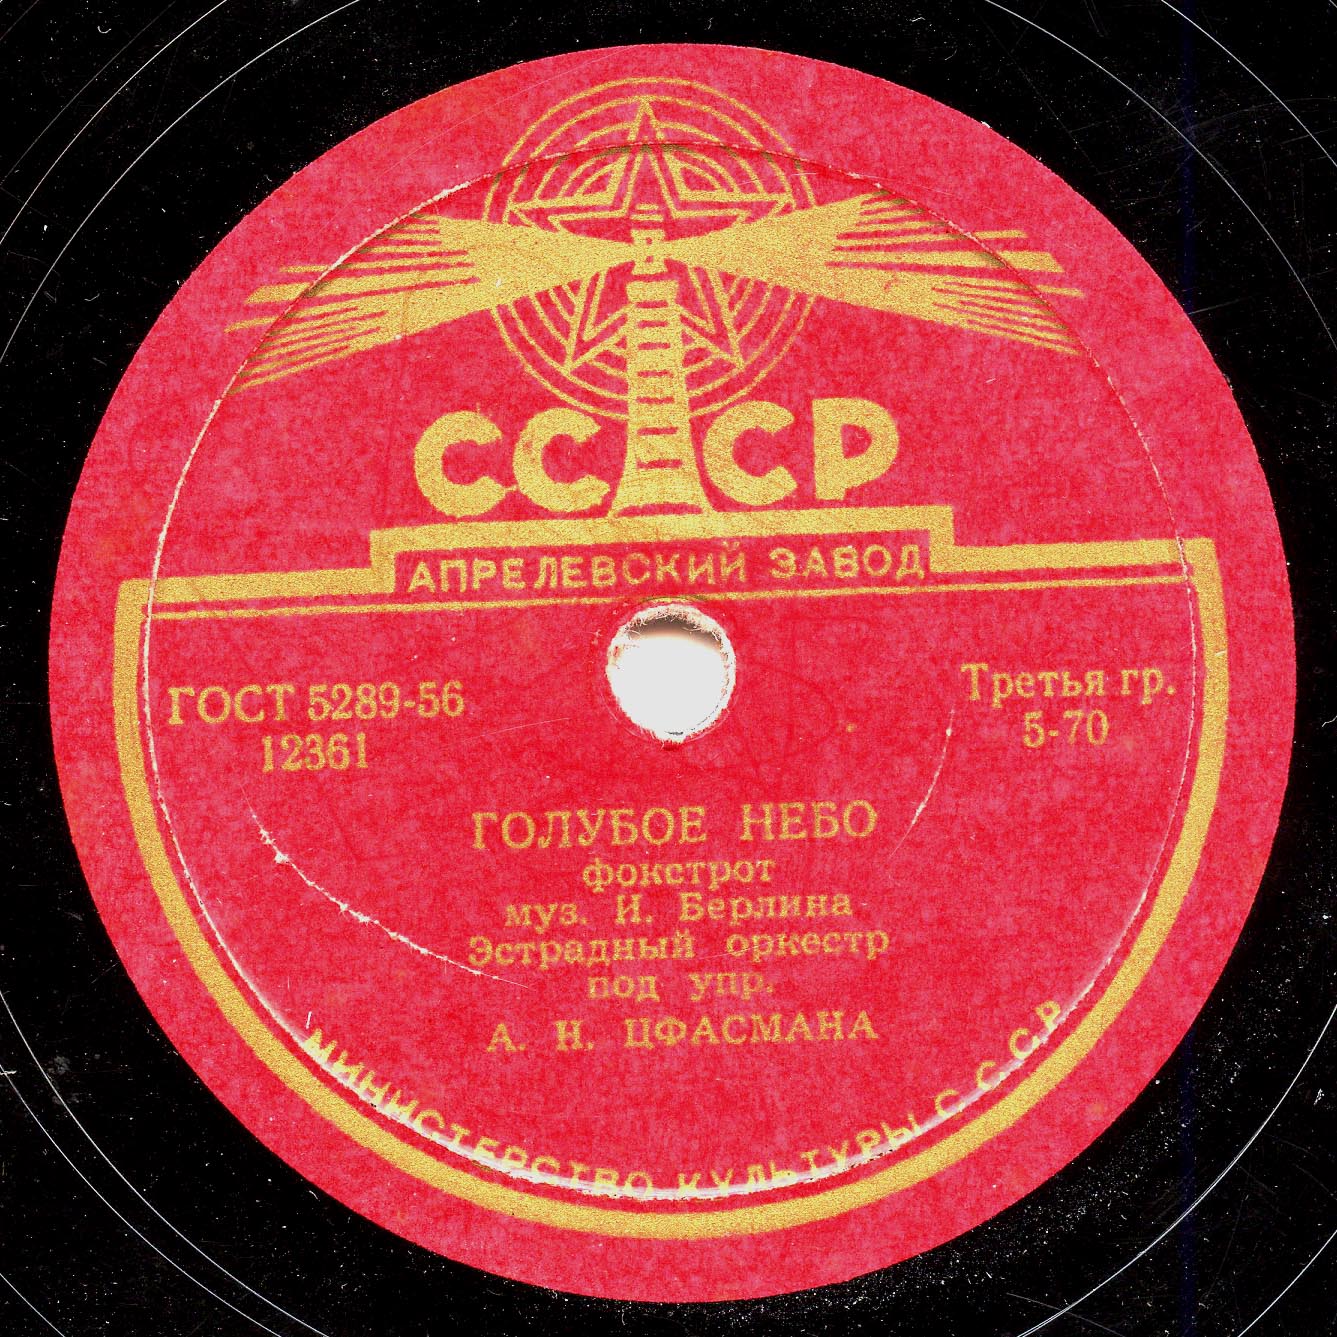 СССР
АПРЕЛЕВСКИЙ ЗАВОД
ГОСТ 5289-56
12361
Третья гр.
5-70
ГОЛУБОЕ НЕБО
фокстрот
муз. И. Берлина
Эстрадный оркестр
под упр.
А. Н. ЦФАСМАНА
МИНИСТЕРСТВО КУЛЬТУРЫ С.С.С.Р.